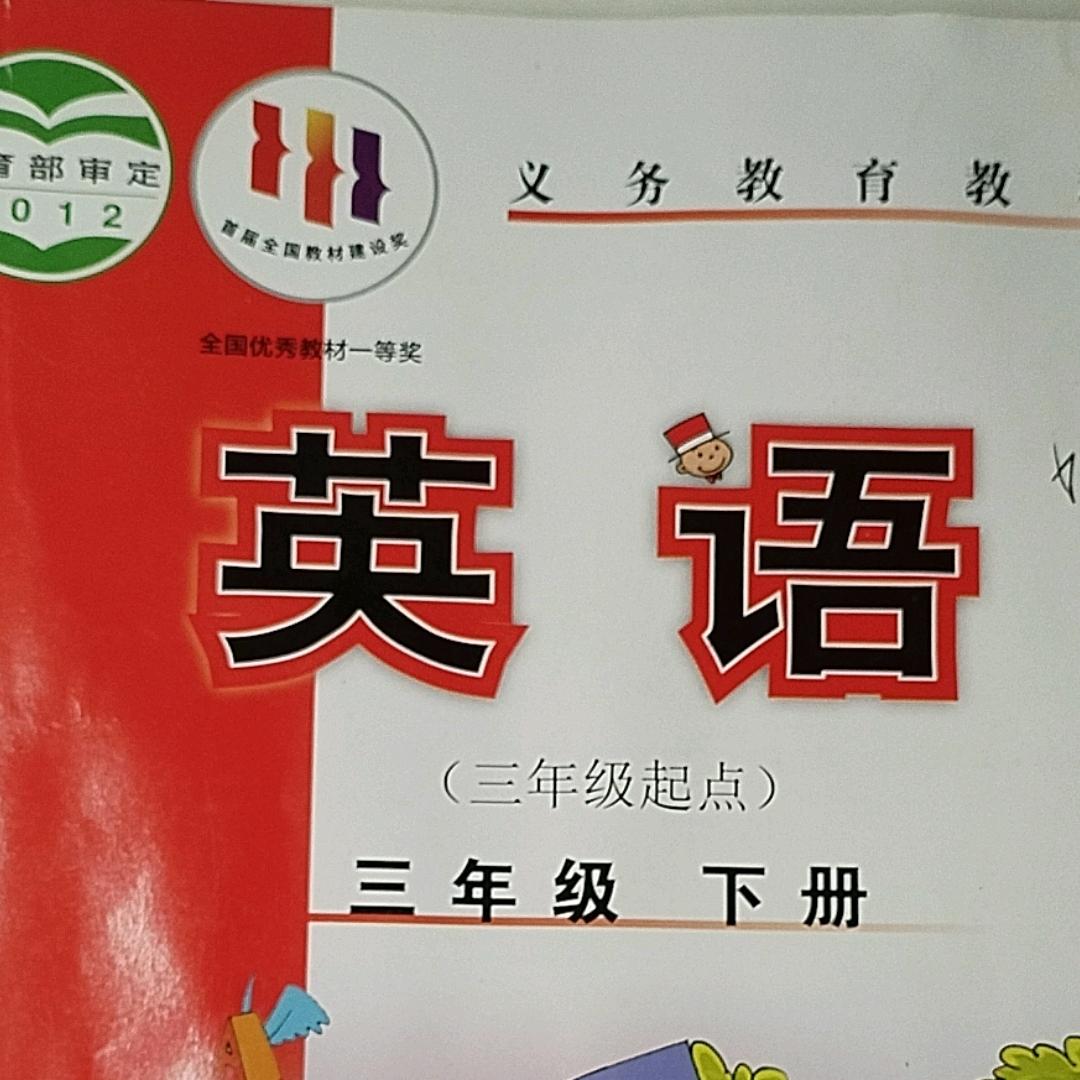 育部审定
012
首届全国教材建设奖
义务教育教
全国优秀教材一等奖
英语
（三年级起点）
三年级 下册